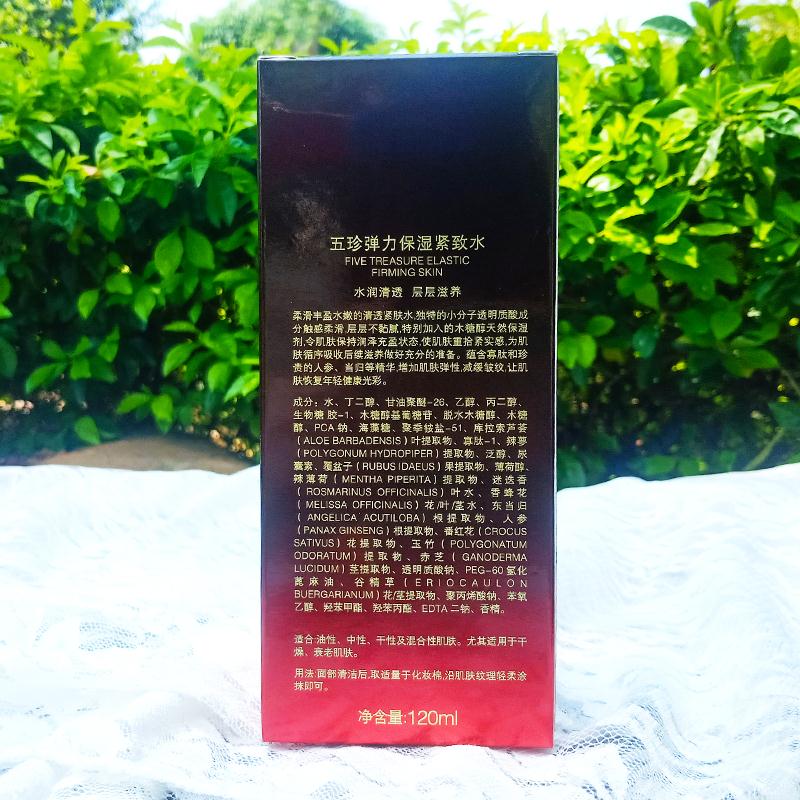 五珍弹力保湿紧致水
FIVE TREASURE ELASTIC
FIRMING SKIN
水润清透 层层滋养
柔滑丰盈水嫩的清透紧肤水,独特的小分子透明质酸成
分触感柔滑,层层不黏腻,特别加入的木糖醇天然保湿
剂,令肌肤保持润泽充盈状态,使肌肤重拾紧实感,为肌
肤循序吸收后续滋养做好充分的准备。蕴含寡肽和珍
贵的人参、当归等精华,增加肌肤弹性,减缓皱纹,让肌
肤恢复年轻健康光彩。
成分：水、丁二醇、甘油聚醚-26、乙醇、丙二醇、
生物糖胶-1、木糖醇基葡糖苷、脱水木糖醇、木糖
醇、PCA钠、海藻糖、聚季铵盐-51、库拉索芦荟
(ALOE BARBADENSIS)叶提取物、寡肽-1、辣蓼
(POLYGONUM HYDROPIPER)提取物、泛醇、尿
囊素、覆盆子(RUBUS IDAEUS)果提取物、薄荷醇、
辣薄荷(MENTHA PIPERITA)提取物、迷迭香
(ROSMARINUS OFFICINALIS)叶水、香蜂花
(MELISSA OFFICINALIS)花/叶/茎水、东当归
(ANGELICA ACUTILOBA)根提取物、人参
(PANAX GINSENG)根提取物、番红花(CROCUS
SATIVUS)花提取物、玉竹(POLYGONATUM
ODORATUM)提取物、赤芝(GANODERMA
LUCIDUM)茎提取物、透明质酸钠、PEG-60氢化
蓖麻油、谷精草(ERIOCAULON
BUERGARIANUM)花/茎提取物、聚丙烯酸钠、苯氧
乙醇、羟苯甲酯、羟苯丙酯、EDTA二钠、香精。
适合:油性、中性、干性及混合性肌肤。尤其适用于干
燥、衰老肌肤。
用法:面部清洁后,取适量于化妆棉,沿肌肤纹理轻柔涂
抹即可。
净含量:120ml